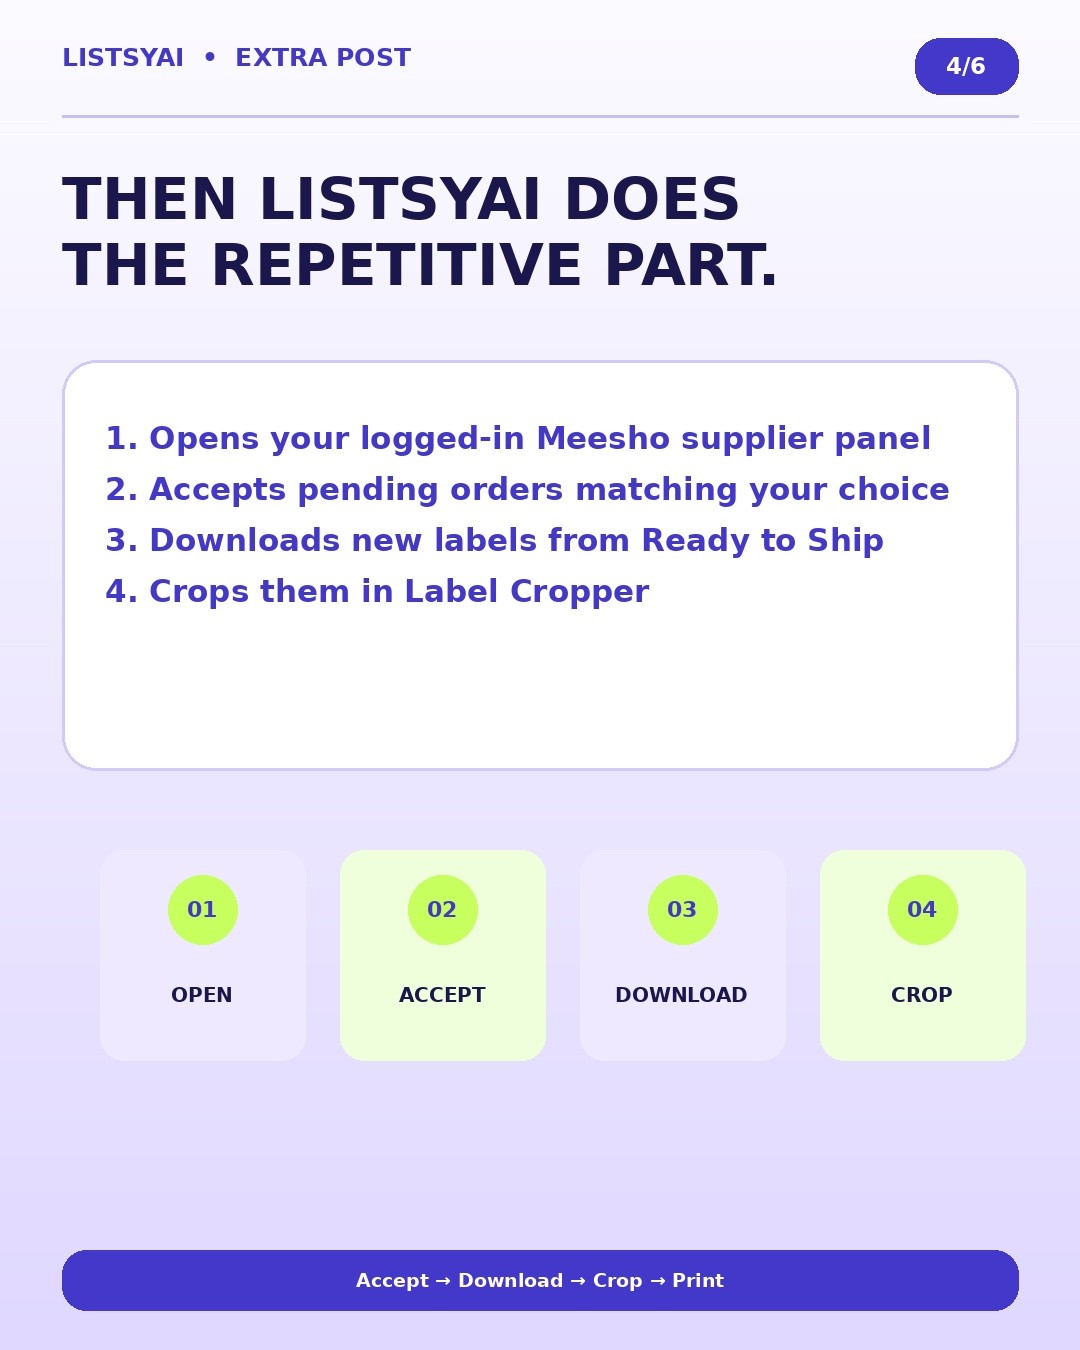 LISTSYAI • EXTRA POST
4/6
THEN LISTSYAI DOES
THE REPETITIVE PART.
1. Opens your logged-in Meesho supplier panel
2. Accepts pending orders matching your choice
3. Downloads new labels from Ready to Ship
4. Crops them in Label Cropper
01
OPEN
02
ACCEPT
03
DOWNLOAD
04
CROP
Accept → Download → Crop → Print